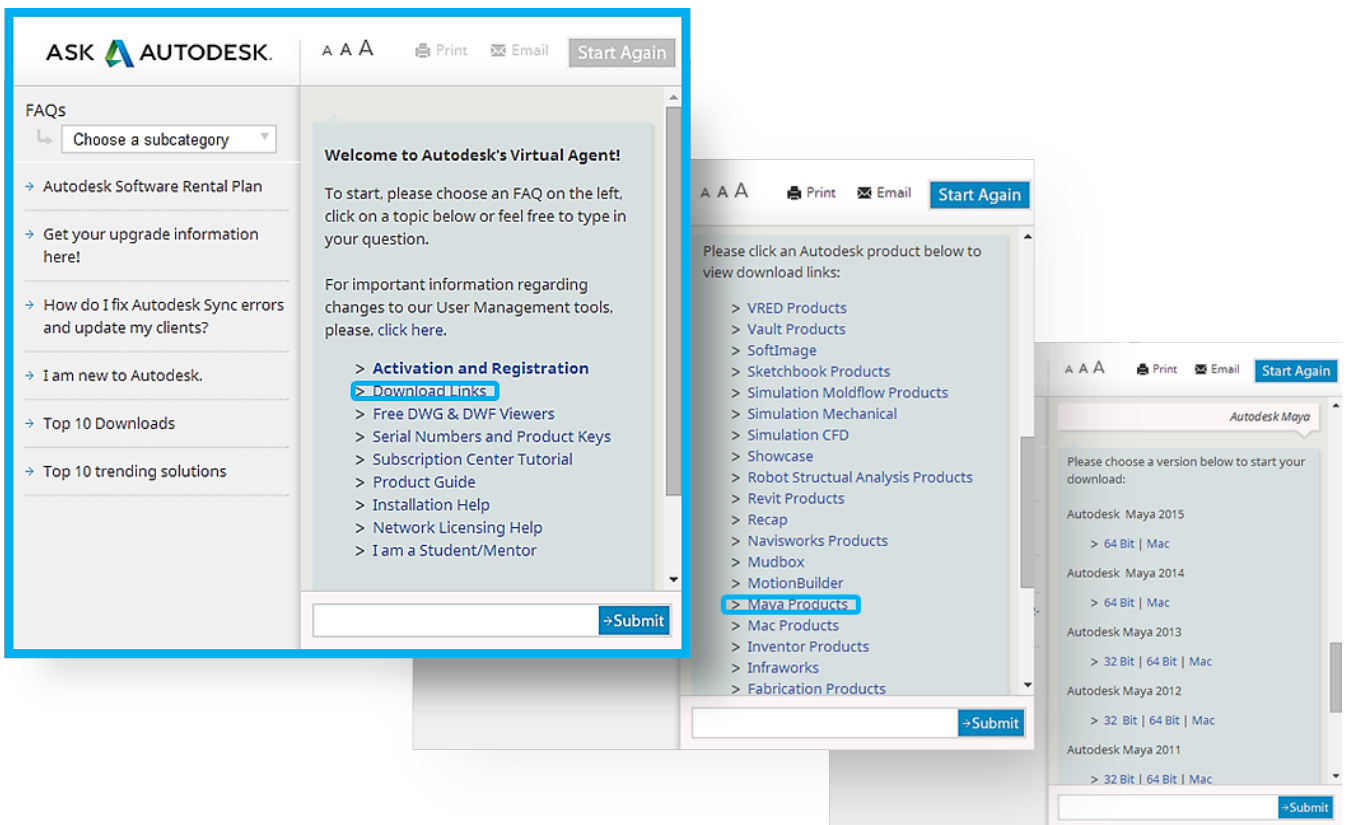 ASK AUTODESK.
A A A Print Email Start Again
FAQs
Choose a subcategory
→ Autodesk Software Rental Plan
→ Get your upgrade information
here!
→ How do I fix Autodesk Sync errors
and update my clients?
→ I am new to Autodesk.
→ Top 10 Downloads
→ Top 10 trending solutions
Welcome to Autodesk's Virtual Agent!
To start, please choose an FAQ on the left,
click on a topic below or feel free to type in
your question.
For important information regarding
changes to our User Management tools,
please, click here.
> Activation and Registration
> Download Links
> Free DWG & DWF Viewers
> Serial Numbers and Product Keys
> Subscription Center Tutorial
> Product Guide
> Installation Help
> Network Licensing Help
> I am a Student/Mentor
→Submit
A A A Print Email Start Again
Please click an Autodesk product below to
view download links:
> VRED Products
> Vault Products
> SoftImage
> Sketchbook Products
> Simulation Moldflow Products
> Simulation Mechanical
> Simulation CFD
> Showcase
> Robot Structual Analysis Products
> Revit Products
> Recap
> Navisworks Products
> Mudbox
> MotionBuilder
> Maya Products
> Mac Products
> Inventor Products
> Infraworks
> Fabrication Products
→Submit
A A A Print Email Start Again
Autodesk Maya
Please choose a version below to start your
download:
Autodesk Maya 2015
> 64 Bit | Mac
Autodesk Maya 2014
> 64 Bit | Mac
Autodesk Maya 2013
> 32 Bit | 64 Bit | Mac
Autodesk Maya 2012
> 32 Bit | 64 Bit | Mac
Autodesk Maya 2011
> 32 Bit | 64 Bit | Mac
→Submit